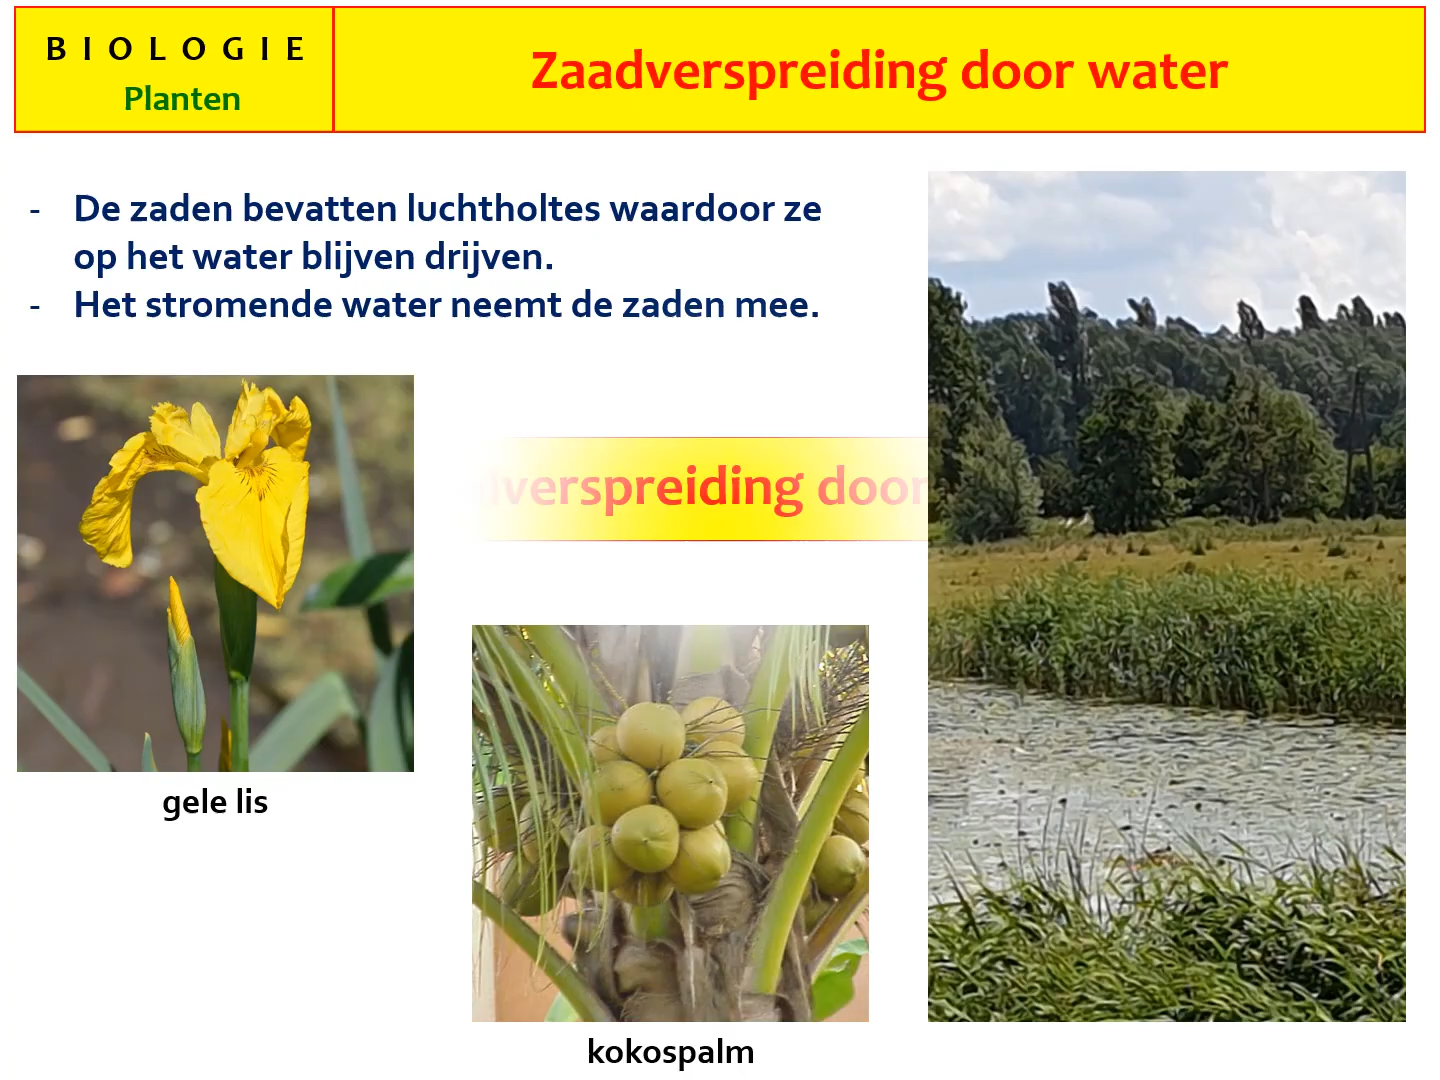 BIOLOGIE
Planten
Zaadverspreiding door water
- De zaden bevatten luchtholtes waardoor ze
op het water blijven drijven.
- Het stromende water neemt de zaden mee.
verspreiding door
gele lis
kokospalm